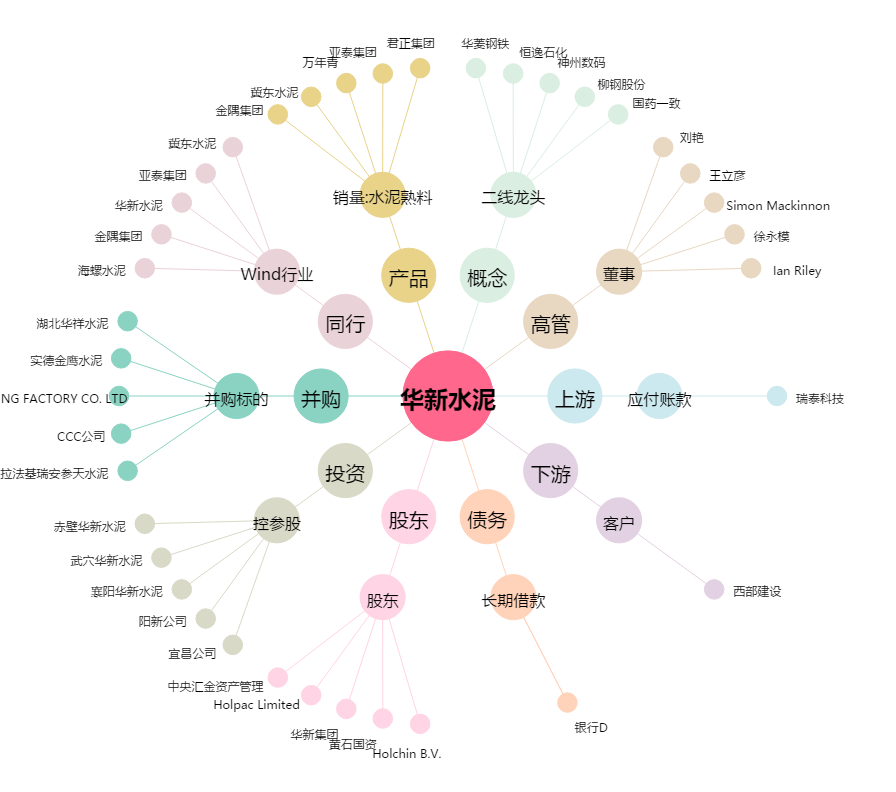 君正集团
亚泰集团
万年青
冀东水泥
金隅集团
销量:水泥熟料
产品
华菱钢铁
恒逸石化
神州数码
柳钢股份
国药一致
二线龙头
概念
刘艳
王立彦
Simon Mackinnon
徐永模
Ian Riley
董事
高管
上游
应付账款
瑞泰科技
下游
客户
西部建设
债务
长期借款
银行D
股东
股东
中央汇金资产管理
Holpac Limited
华新集团
黄石国资
Holchin B.V.
投资
控参股
赤壁华新水泥
武穴华新水泥
襄阳华新水泥
阳新公司
宜昌公司
并购
并购标的
湖北华祥水泥
实德金鹰水泥
NG FACTORY CO. LTD
CCC公司
拉法基瑞安参天水泥
同行
Wind行业
冀东水泥
亚泰集团
华新水泥
金隅集团
海螺水泥
华新水泥